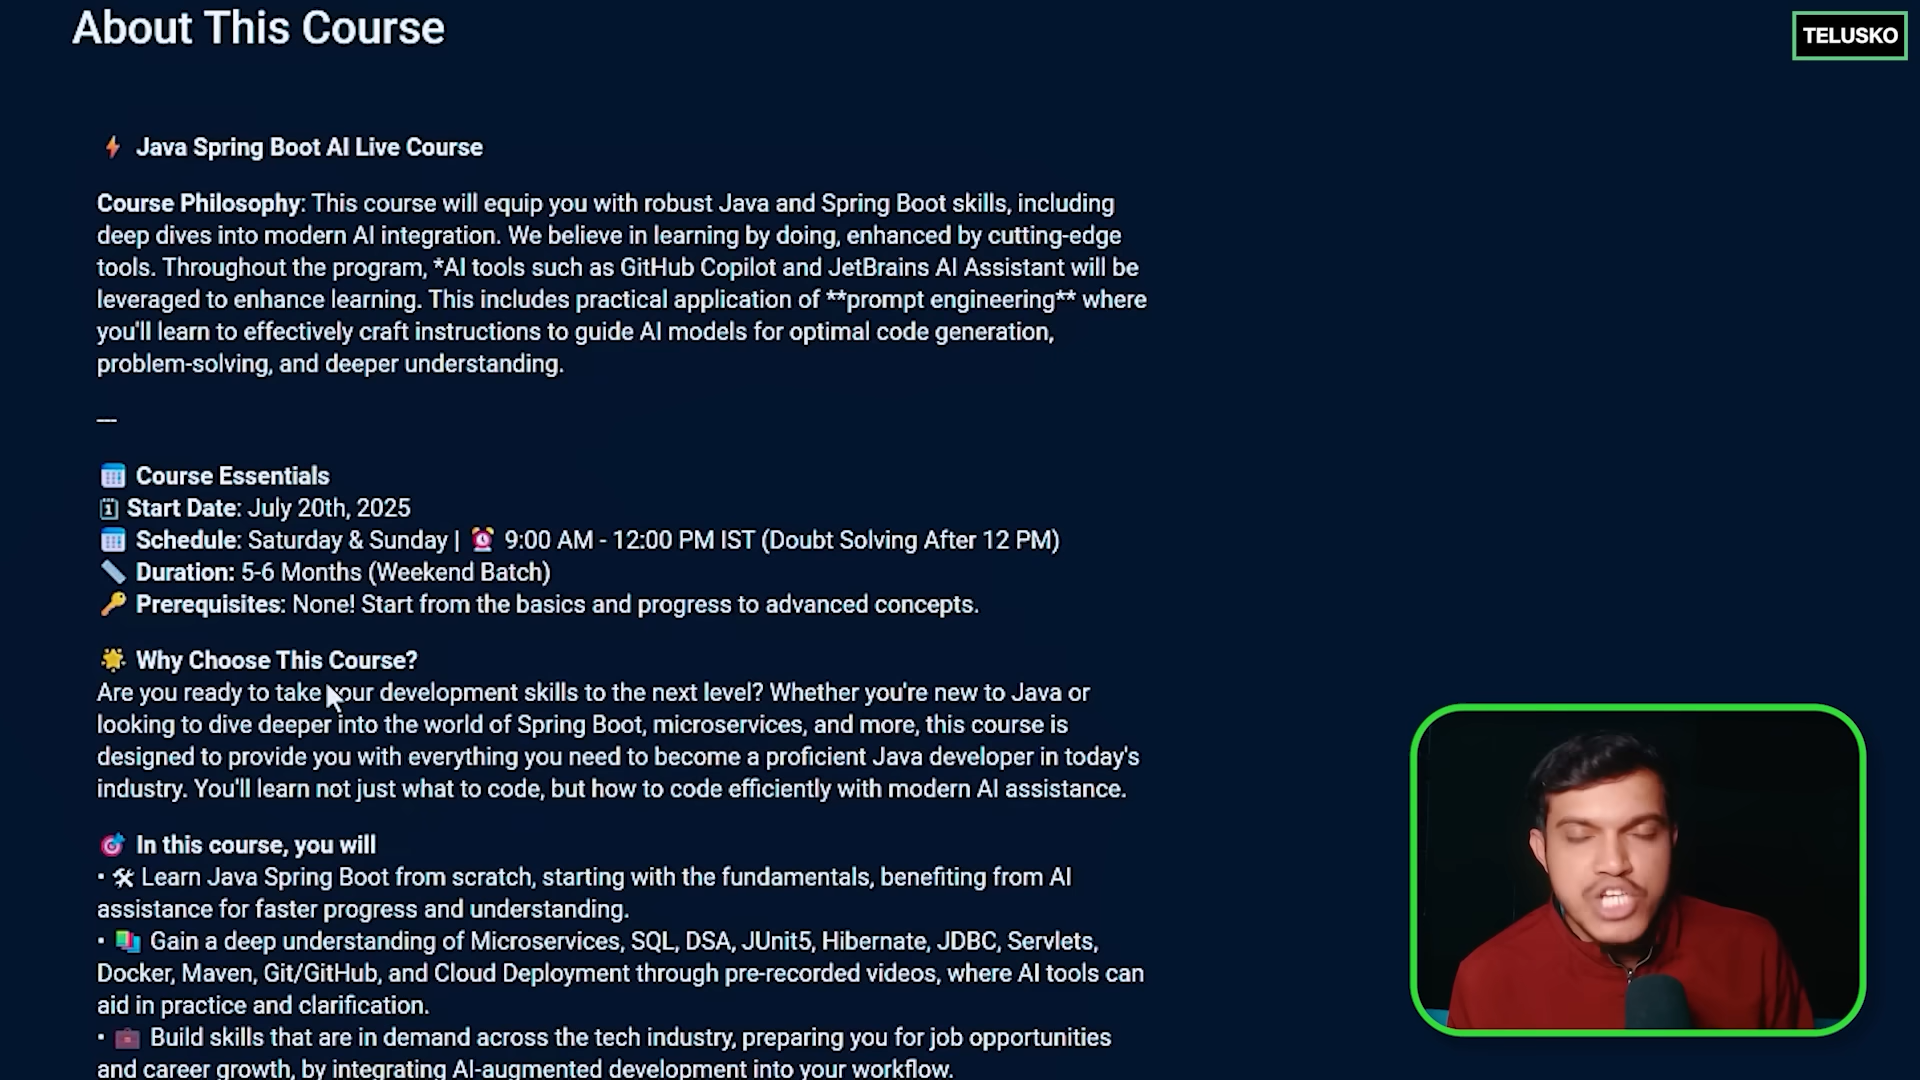 About This Course
TELUSKO
⚡ Java Spring Boot AI Live Course
Course Philosophy: This course will equip you with robust Java and Spring Boot skills, including
deep dives into modern AI integration. We believe in learning by doing, enhanced by cutting-edge
tools. Throughout the program, *AI tools such as GitHub Copilot and JetBrains AI Assistant will be
leveraged to enhance learning. This includes practical application of **prompt engineering** where
you'll learn to effectively craft instructions to guide AI models for optimal code generation,
problem-solving, and deeper understanding.
—
📅 Course Essentials
🗓 Start Date: July 20th, 2025
📅 Schedule: Saturday & Sunday | ⏰ 9:00 AM - 12:00 PM IST (Doubt Solving After 12 PM)
📏 Duration: 5-6 Months (Weekend Batch)
🔑 Prerequisites: None! Start from the basics and progress to advanced concepts.
🌟 Why Choose This Course?
Are you ready to take your development skills to the next level? Whether you're new to Java or
looking to dive deeper into the world of Spring Boot, microservices, and more, this course is
designed to provide you with everything you need to become a proficient Java developer in today's
industry. You'll learn not just what to code, but how to code efficiently with modern AI assistance.
🎯 In this course, you will
• 🛠 Learn Java Spring Boot from scratch, starting with the fundamentals, benefiting from AI
assistance for faster progress and understanding.
• 📚 Gain a deep understanding of Microservices, SQL, DSA, JUnit5, Hibernate, JDBC, Servlets,
Docker, Maven, Git/GitHub, and Cloud Deployment through pre-recorded videos, where AI tools can
aid in practice and clarification.
• 💼 Build skills that are in demand across the tech industry, preparing you for job opportunities
and career growth, by integrating AI-augmented development into your workflow.